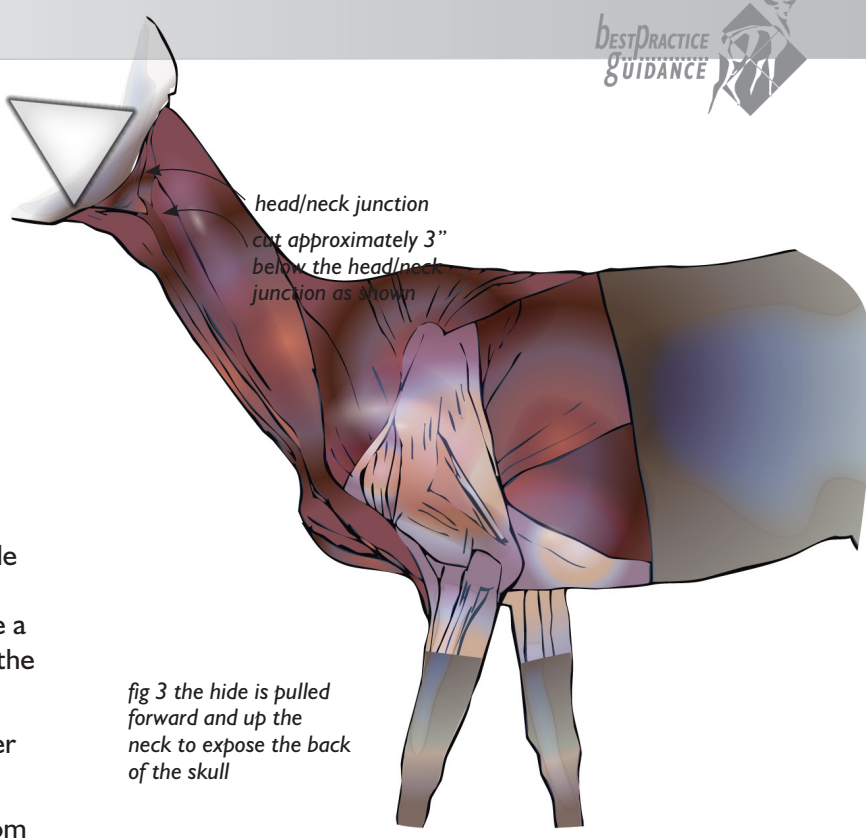 bestpractice
guidance
head/neck junction
cut approximately 3”
below the head/neck
junction as shown
le
e a
the
er
om
fig 3 the hide is pulled
forward and up the
neck to expose the back
of the skull